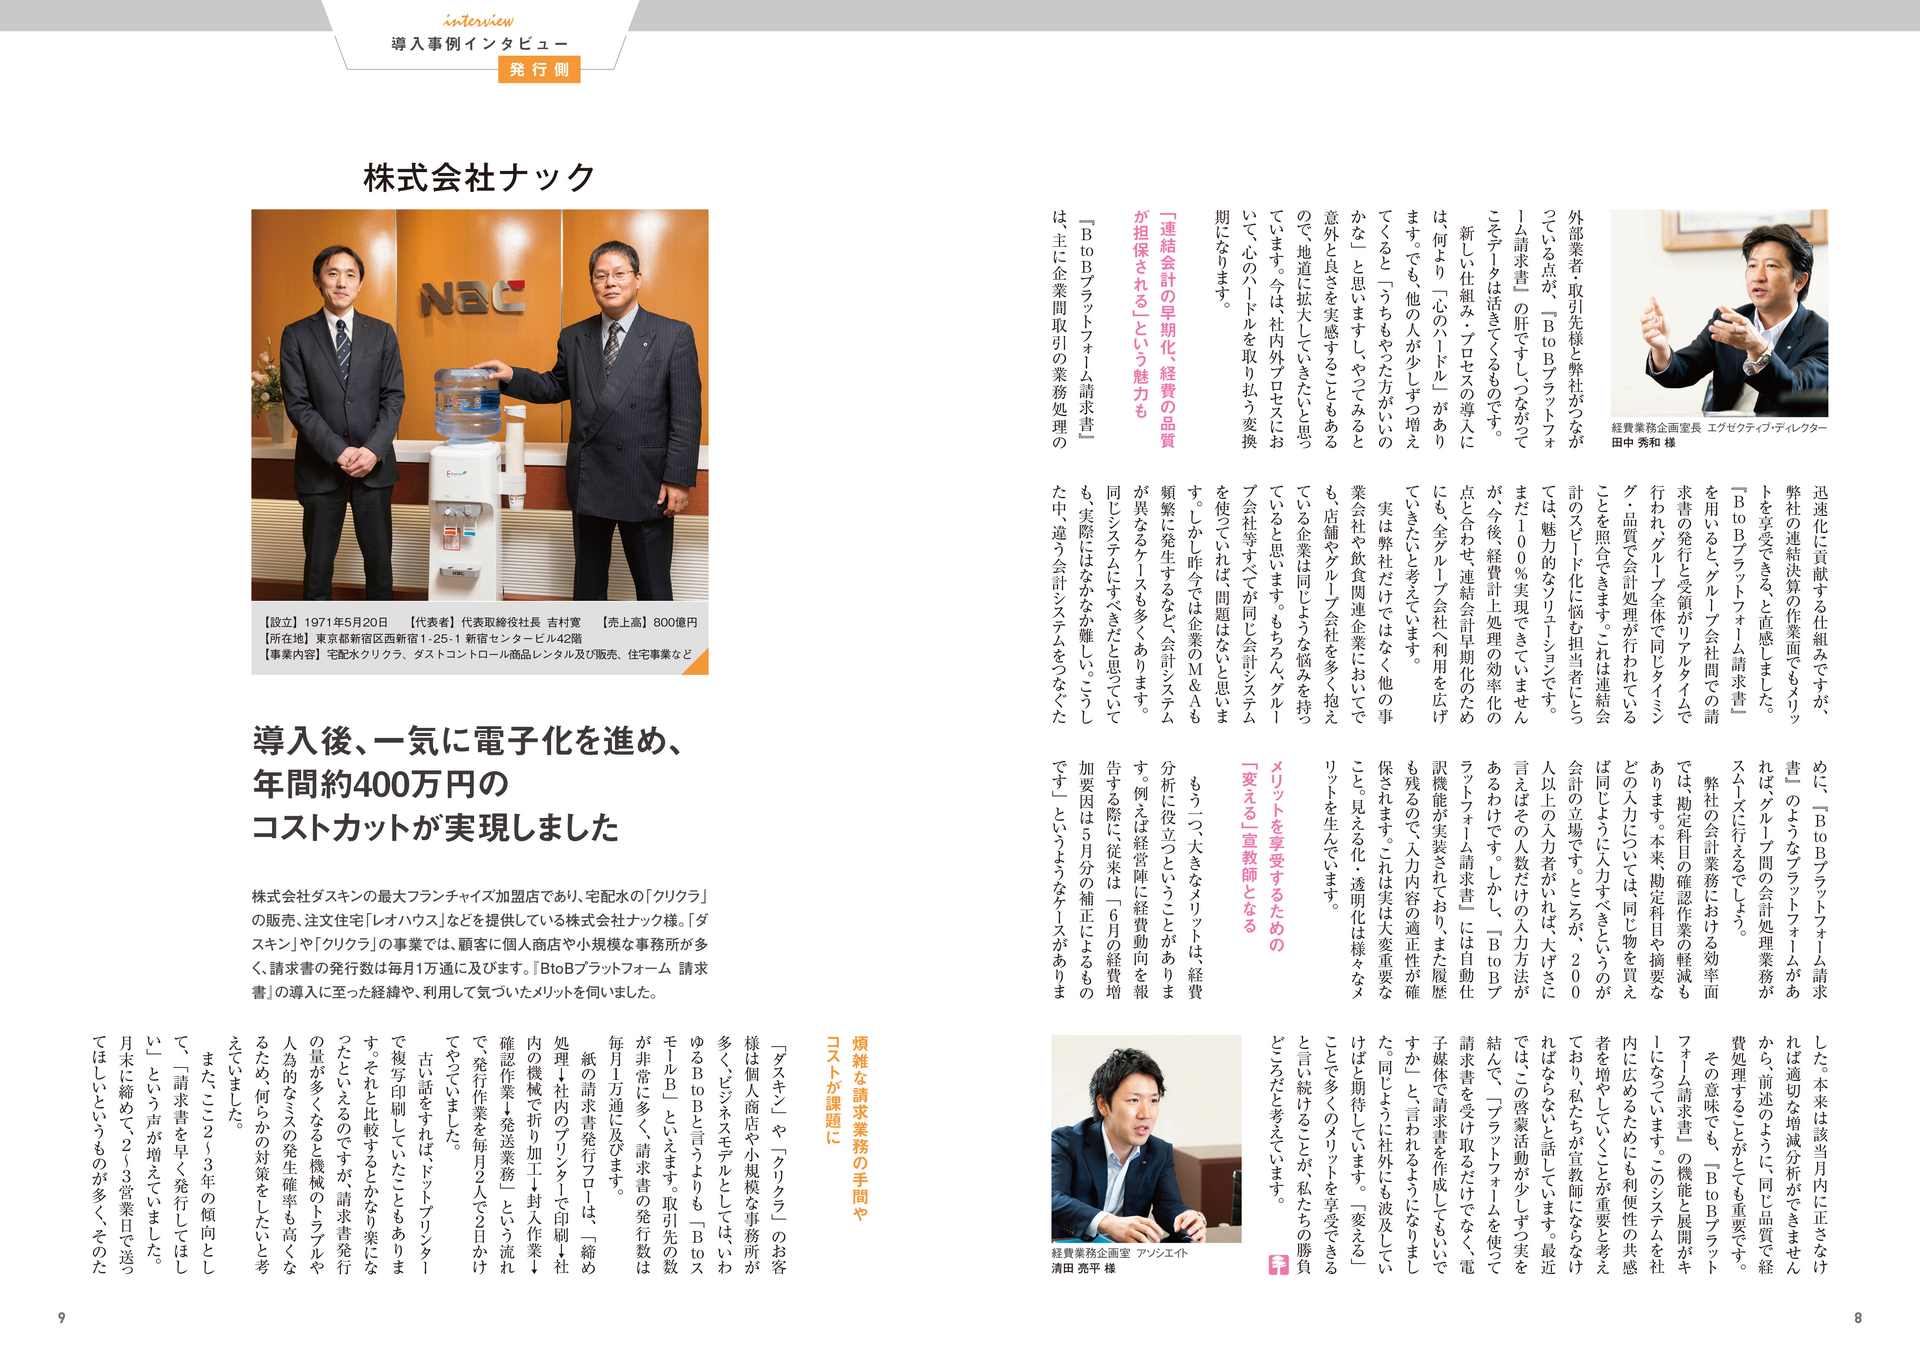 外部業者・取引先様と弊社がつなが
っている点が、『BtoBプラットフォ
ーム請求書』の肝ですし、つながって
こそデータは活きてくるものです。
新しい仕組み・プロセスの導入に
は、何より「心のハードル」があり
ます。でも、他の人が少しずつ増え
てくると「うちもやった方がいいの
かな」と思いますし、やってみると
意外と良さを実感することもある
ので、地道に拡大していきたいと思っ
ています。今は、社内外プロセスにお
いて、心のハードルを取り払う変換
期になります。
「連結会計の早期化、経費の品質
が担保される」という魅力も
『BtoBプラットフォーム請求書』
は、主に企業間取引の業務処理の
経費業務企画室長 エグゼクティブ・ディレクター
田中 秀和 様
迅速化に貢献する仕組みですが、
弊社の連結決算の作業面でもメリッ
トを享受できる、と直感しました。
『BtoBプラットフォーム請求書』
を用いると、グループ会社間での請
求書の発行と受領がリアルタイムで
行われ、グループ全体で同じタイミン
グ・品質で会計処理が行われている
ことを照合できます。これは連結会
計のスピード化に悩む担当者にとっ
ては、魅力的なソリューションです。
まだ100%実現できていません
が、今後、経費計上処理の効率化の
点と合わせ、連結会計早期化のため
にも、全グループ会社へ利用を広げ
ていきたいと考えています。
実は弊社だけではなく他の事
業会社や飲食関連企業においてで
も、店舗やグループ会社を多く抱え
ている企業は同じような悩みを持っ
ていると思います。もちろん、グルー
プ会社等すべてが同じ会計システム
を使っていれば、問題はないと思いま
す。しかし昨今では企業のM&Aも
頻繁に発生するなど、会計システム
が異なるケースも多くあります。
同じシステムにすべきだと思っていて
も、実際にはなかなか難しい。こうし
た中、違う会計システムをつなぐた
めに、『BtoBプラットフォーム請求
書』のようなプラットフォームがあ
れば、グループ間の会計処理業務が
スムーズに行えるでしょう。
弊社の会計業務における効率面
では、勘定科目の確認作業の軽減も
あります。本来、勘定科目や摘要な
どの入力については、同じ物を買え
ば同じように入力すべきというのが
会計の立場です。ところが、200
人以上の入力者がいれば、大げさに
言えばその人数だけの入力方法が
あるわけです。しかし、『BtoBプ
ラットフォーム請求書』には自動仕
訳機能が実装されており、また履歴
も残るので、入力内容の適正性が確
保されます。これは実は大変重要な
こと。見える化・透明化は様々なメ
リットを生んでいます。
メリットを享受するための
「変える」宣教師となる
もう一つ、大きなメリットは、経費
分析に役立つということがありま
す。例えば経営陣に経費動向を報
告する際に、従来は「6月の経費増
加要因は5月分の補正によるもの
です」というようなケースがありま
した。本来は該当月内に正さなけ
れば適切な増減分析ができません
から、前述のように、同じ品質で経
費処理することがとても重要です。
その意味でも、『BtoBプラット
フォーム請求書』の機能と展開がキ
ーになっています。このシステムを社
内に広めるためにも利便性の共感
者を増やしていくことが重要と考え
ており、私たちが宣教師にならなけ
ればならないと話しています。最近
では、この啓蒙活動が少しずつ実を
結んで、「プラットフォームを使って
請求書を受け取るだけでなく、電
子媒体で請求書を作成してもいいで
すか」と、言われるようになりまし
た。同じように社外にも波及してい
けばと期待しています。「変える」
ことで多くのメリットを享受できる
と言い続けることが、私たちの勝負
どころだと考えています。
経費業務企画室 アソシエイト
清田 亮平 様
8
interview
導入事例インタビュー
発行側
株式会社ナック
NAC
【設立】1971年5月20日 【代表者】代表取締役社長 吉村寛 【売上高】800億円
【所在地】東京都新宿区西新宿1-25-1 新宿センタービル42階
【事業内容】宅配水クリクラ、ダストコントロール商品レンタル及び販売、住宅事業など
導入後、一気に電子化を進め、
年間約400万円の
コストカットが実現しました
株式会社ダスキンの最大フランチャイズ加盟店であり、宅配水の「クリクラ」
の販売、注文住宅「レオハウス」などを提供している株式会社ナック様。「ダ
スキン」や「クリクラ」の事業では、顧客に個人商店や小規模な事務所が多
く、請求書の発行数は毎月1万通に及びます。『BtoBプラットフォーム 請求
書』の導入に至った経緯や、利用して気づいたメリットを伺いました。
煩雑な請求業務の手間や
コストが課題に
「ダスキン」や「クリクラ」のお客
様は個人商店や小規模な事務所が
多く、ビジネスモデルとしては、いわ
ゆるBtoBと言うよりも「Btoス
モールB」といえます。取引先の数
が非常に多く、請求書の発行数は
毎月1万通に及びます。
紙の請求書発行フローは、「締め
処理→社内のプリンターで印刷→社
内の機械で折り加工→封入作業→
確認作業→発送業務」という流れ
で、発行作業を毎月2人で2日かけ
てやっていました。
古い話をすれば、ドットプリンター
で複写印刷していたこともありま
す。それと比較するとかなり楽にな
ったといえるのですが、請求書発行
の量が多くなると機械のトラブルや
人為的なミスの発生確率も高くな
るため、何らかの対策をしたいと考
えていました。
また、ここ2〜3年の傾向とし
て、「請求書を早く発行してほし
い」という声が増えていました。
月末に締めて、2〜3営業日で送っ
てほしいというものが多く、そのた
9